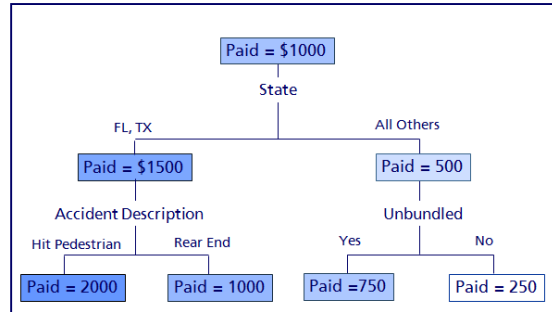 Paid = $1000
State
FL, TX
All Others
Paid = $1500
Paid = 500
Accident Description
Unbundled
Hit Pedestrian
Rear End
Yes
No
Paid = 2000
Paid = 1000
Paid =750
Paid = 250